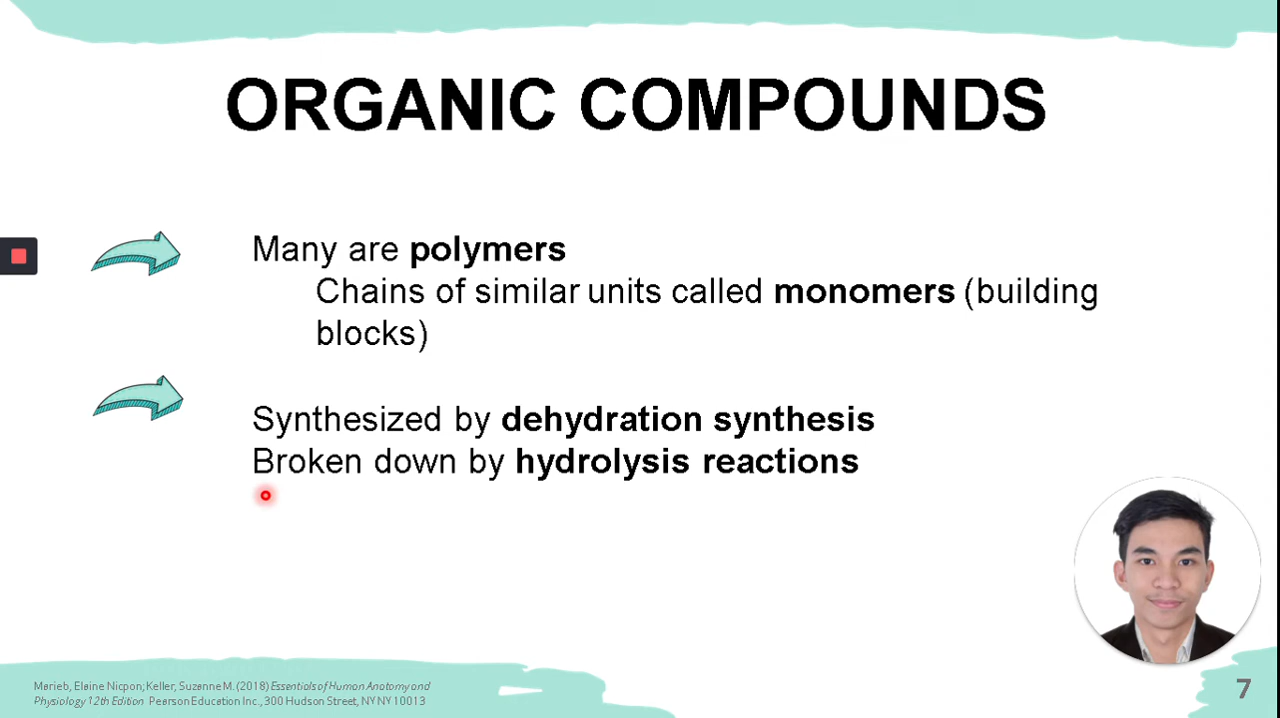 ORGANIC COMPOUNDS
Many are polymers
Chains of similar units called monomers (building
blocks)
Synthesized by dehydration synthesis
Broken down by hydrolysis reactions
Marieb, Elaine Nicpon; Keller, Suzanne M. (2018) Essentials of Human Anatomy and
Physiology 12th Edition Pearson Education Inc., 300 Hudson Street, NY NY 10013
7